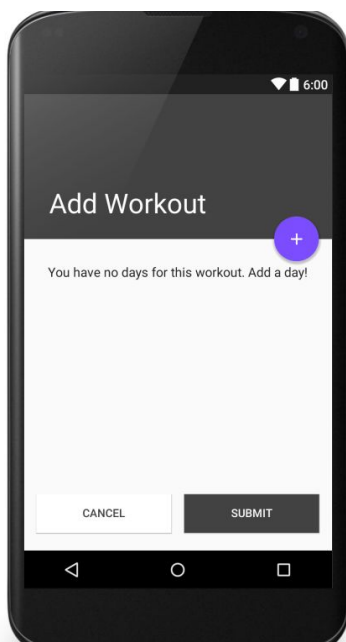 6:00
Add Workout
+
You have no days for this workout. Add a day!
CANCEL
SUBMIT